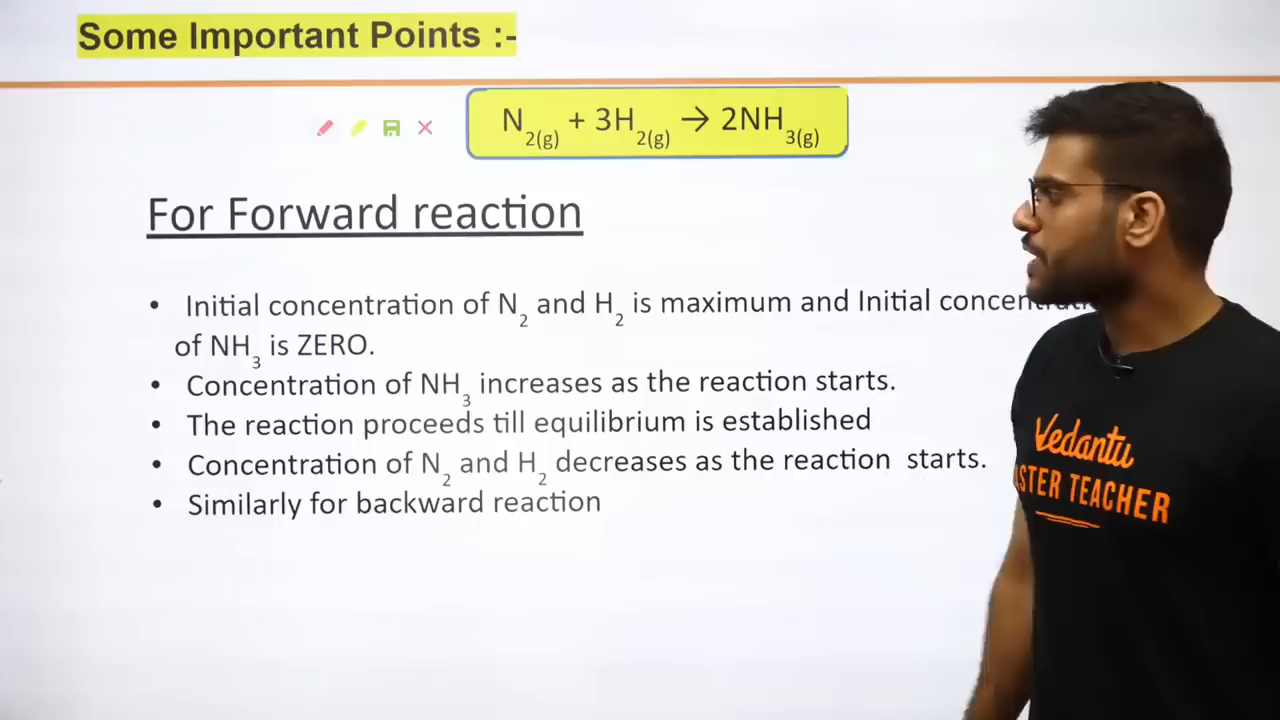 Some Important Points :-
N2(g) + 3H2(g) → 2NH3(g)
For Forward reaction
• Initial concentration of N2 and H2 is maximum and Initial
of NH3 is ZERO.
• Concentration of NH3 increases as the reaction starts.
• The reaction proceeds till equilibrium is established
• Concentration of N2 and H2 decreases as the reaction starts.
• Similarly for backward reaction
Vedantu
TEACHER